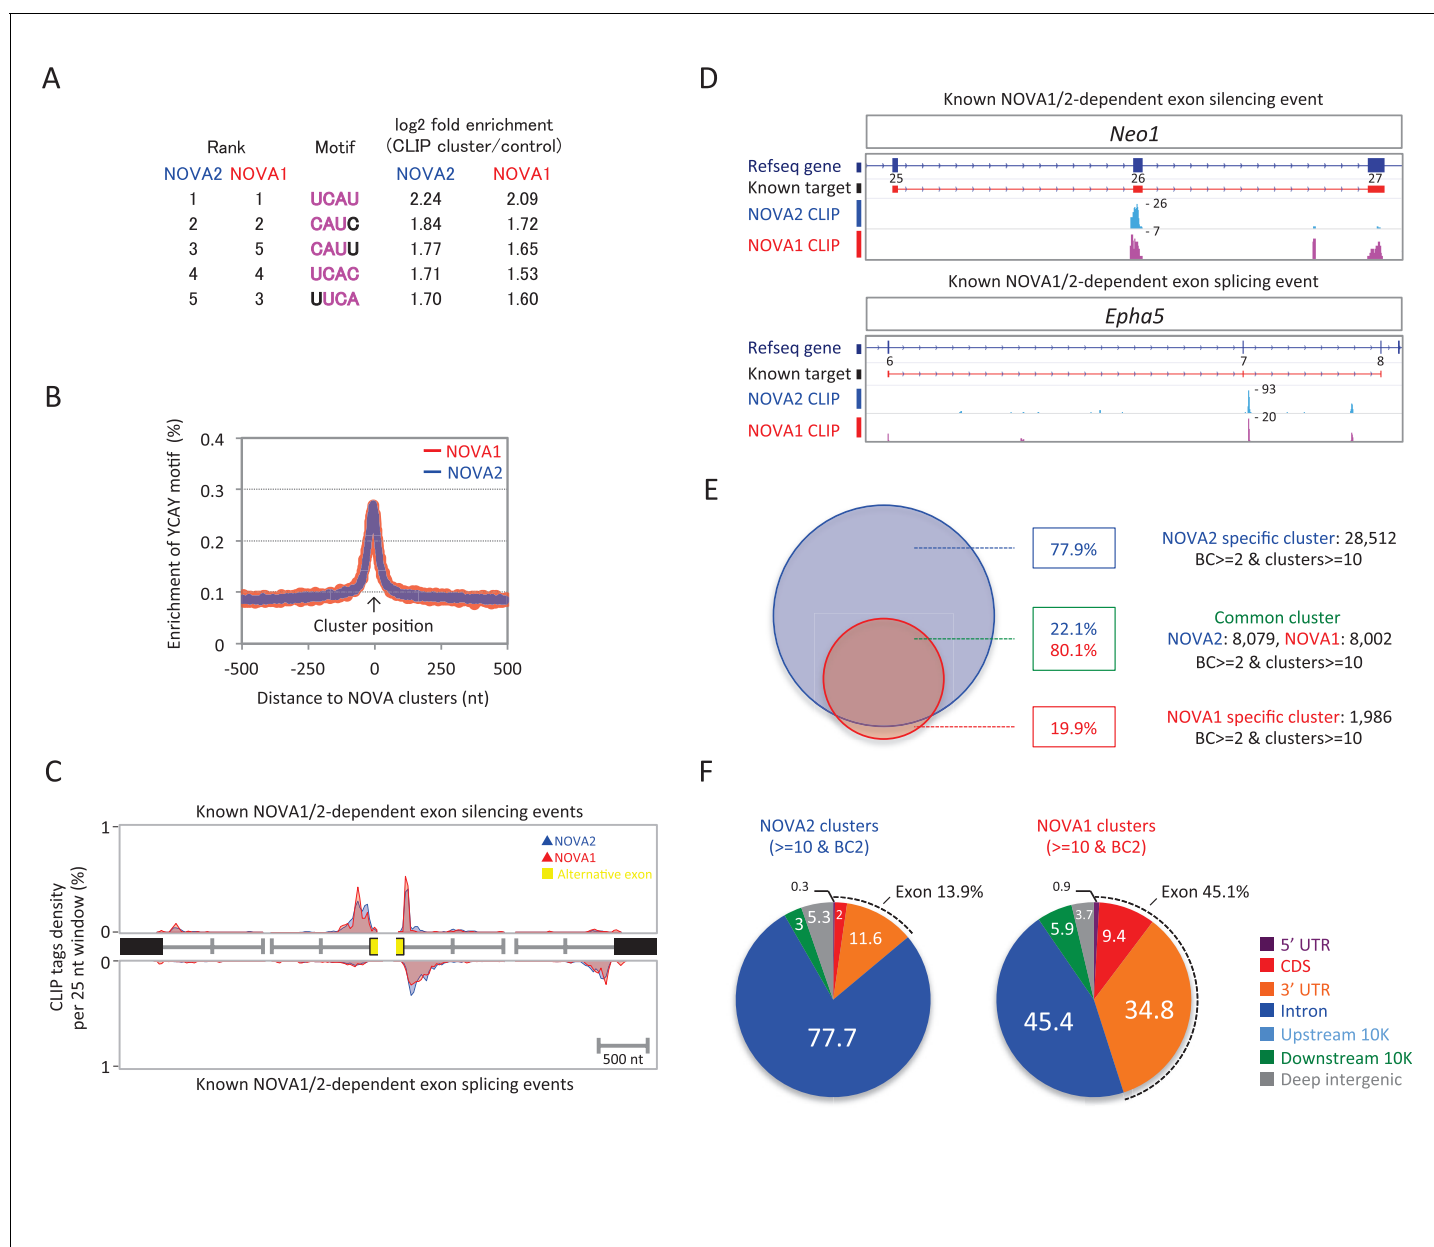 A
log2 fold enrichment
Rank Motif (CLIP cluster/control)
NOVA2 NOVA1 NOVA2 NOVA1
1 1 UCAU 2.24 2.09
2 2 CAUC 1.84 1.72
3 5 CAUU 1.77 1.65
4 4 UCAC 1.71 1.53
5 3 UUCA 1.70 1.60
B
Enrichment of YCAY motif (%)
0.4
0.3
0.2
0.1
0
NOVA1
NOVA2
Cluster position
-500 -250 0 250 500
Distance to NOVA clusters (nt)
C
Known NOVA1/2-dependent exon silencing events
CLIP tags density
per 25 nt window (%)
1
0
0
1
NOVA2
NOVA1
Alternative exon
500 nt
Known NOVA1/2-dependent exon splicing events
D
Known NOVA1/2-dependent exon silencing event
Neo1
Refseq gene
25 26 27
Known target
NOVA2 CLIP
- 26
- 7
NOVA1 CLIP
Known NOVA1/2-dependent exon splicing event
Epha5
Refseq gene
6 7 8
Known target
NOVA2 CLIP
- 93
- 20
NOVA1 CLIP
E
77.9%
NOVA2 specific cluster: 28,512
BC>=2 & clusters>=10
22.1%
80.1%
Common cluster
NOVA2: 8,079, NOVA1: 8,002
BC>=2 & clusters>=10
19.9%
NOVA1 specific cluster: 1,986
BC>=2 & clusters>=10
F
NOVA2 clusters
(>=10 & BC2)
0.3
Exon 13.9%
3
5.3
2
11.6
77.7
NOVA1 clusters
(>=10 & BC2)
0.9
Exon 45.1%
5.9
3.7
9.4
34.8
45.4
5' UTR
CDS
3' UTR
Intron
Upstream 10K
Downstream 10K
Deep intergenic